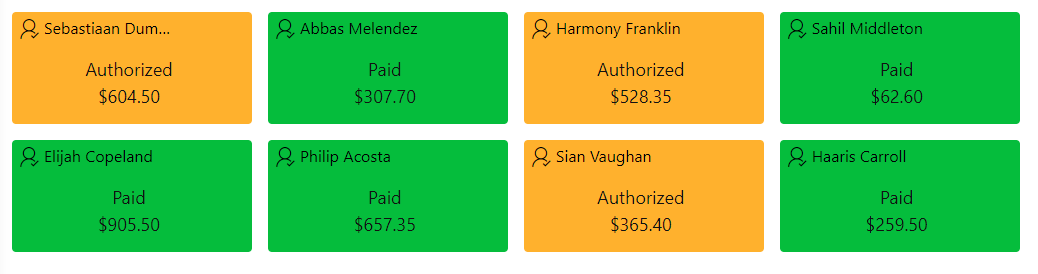 Sebastiaan Dum...
Authorized
$604.50
Abbas Melendez
Paid
$307.70
Harmony Franklin
Authorized
$528.35
Sahil Middleton
Paid
$62.60
Elijah Copeland
Paid
$905.50
Philip Acosta
Paid
$657.35
Sian Vaughan
Authorized
$365.40
Haaris Carroll
Paid
$259.50